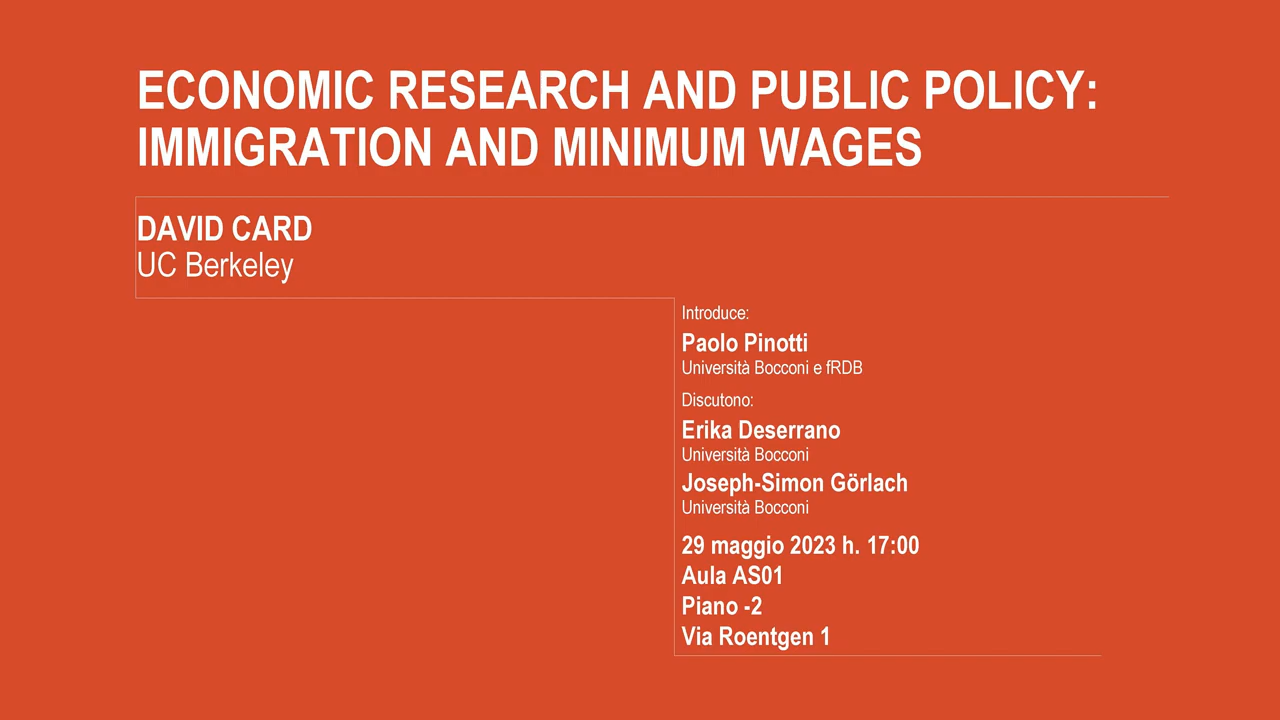 ECONOMIC RESEARCH AND PUBLIC POLICY:
IMMIGRATION AND MINIMUM WAGES
DAVID CARD
UC Berkeley
Introduce:
Paolo Pinotti
Università Bocconi e fRDB
Discutono:
Erika Deserrano
Università Bocconi
Joseph-Simon Görlach
Università Bocconi
29 maggio 2023 h. 17:00
Aula AS01
Piano -2
Via Roentgen 1